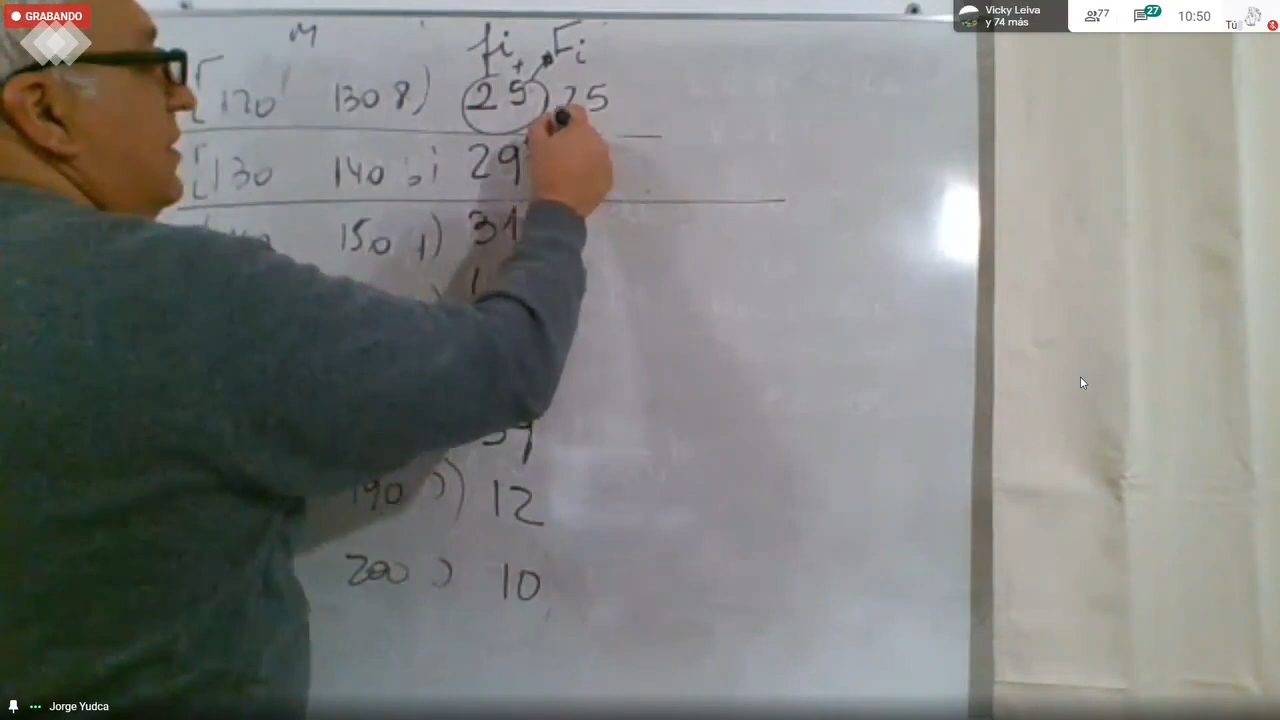 GRABANDO
Vicky Leiva
y 74 más
77
27
10:50
Tú
fi Fi
[120 130 ) 25 25
[130 140 29
150 ) 31
190 ) 12
200 ) 10
Jorge Yudca